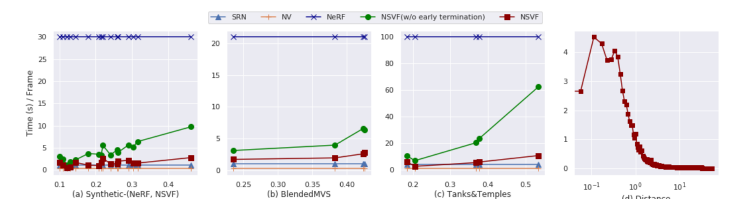 SRN NV NeRF NSVF(w/o early termination) NSVF
30
25
20
15
10
5
0
0.1 0.2 0.3 0.4
(a) Synthetic-(NeRF, NSVF)
Time (s) / Frame
20
15
10
5
0
0.25 0.30 0.35 0.40
(b) BlendedMVS
100
80
60
40
20
0
0.2 0.3 0.4 0.5
(c) Tanks&Temples
4
3
2
1
0
10⁻¹ 10⁰ 10¹
(d) Distance